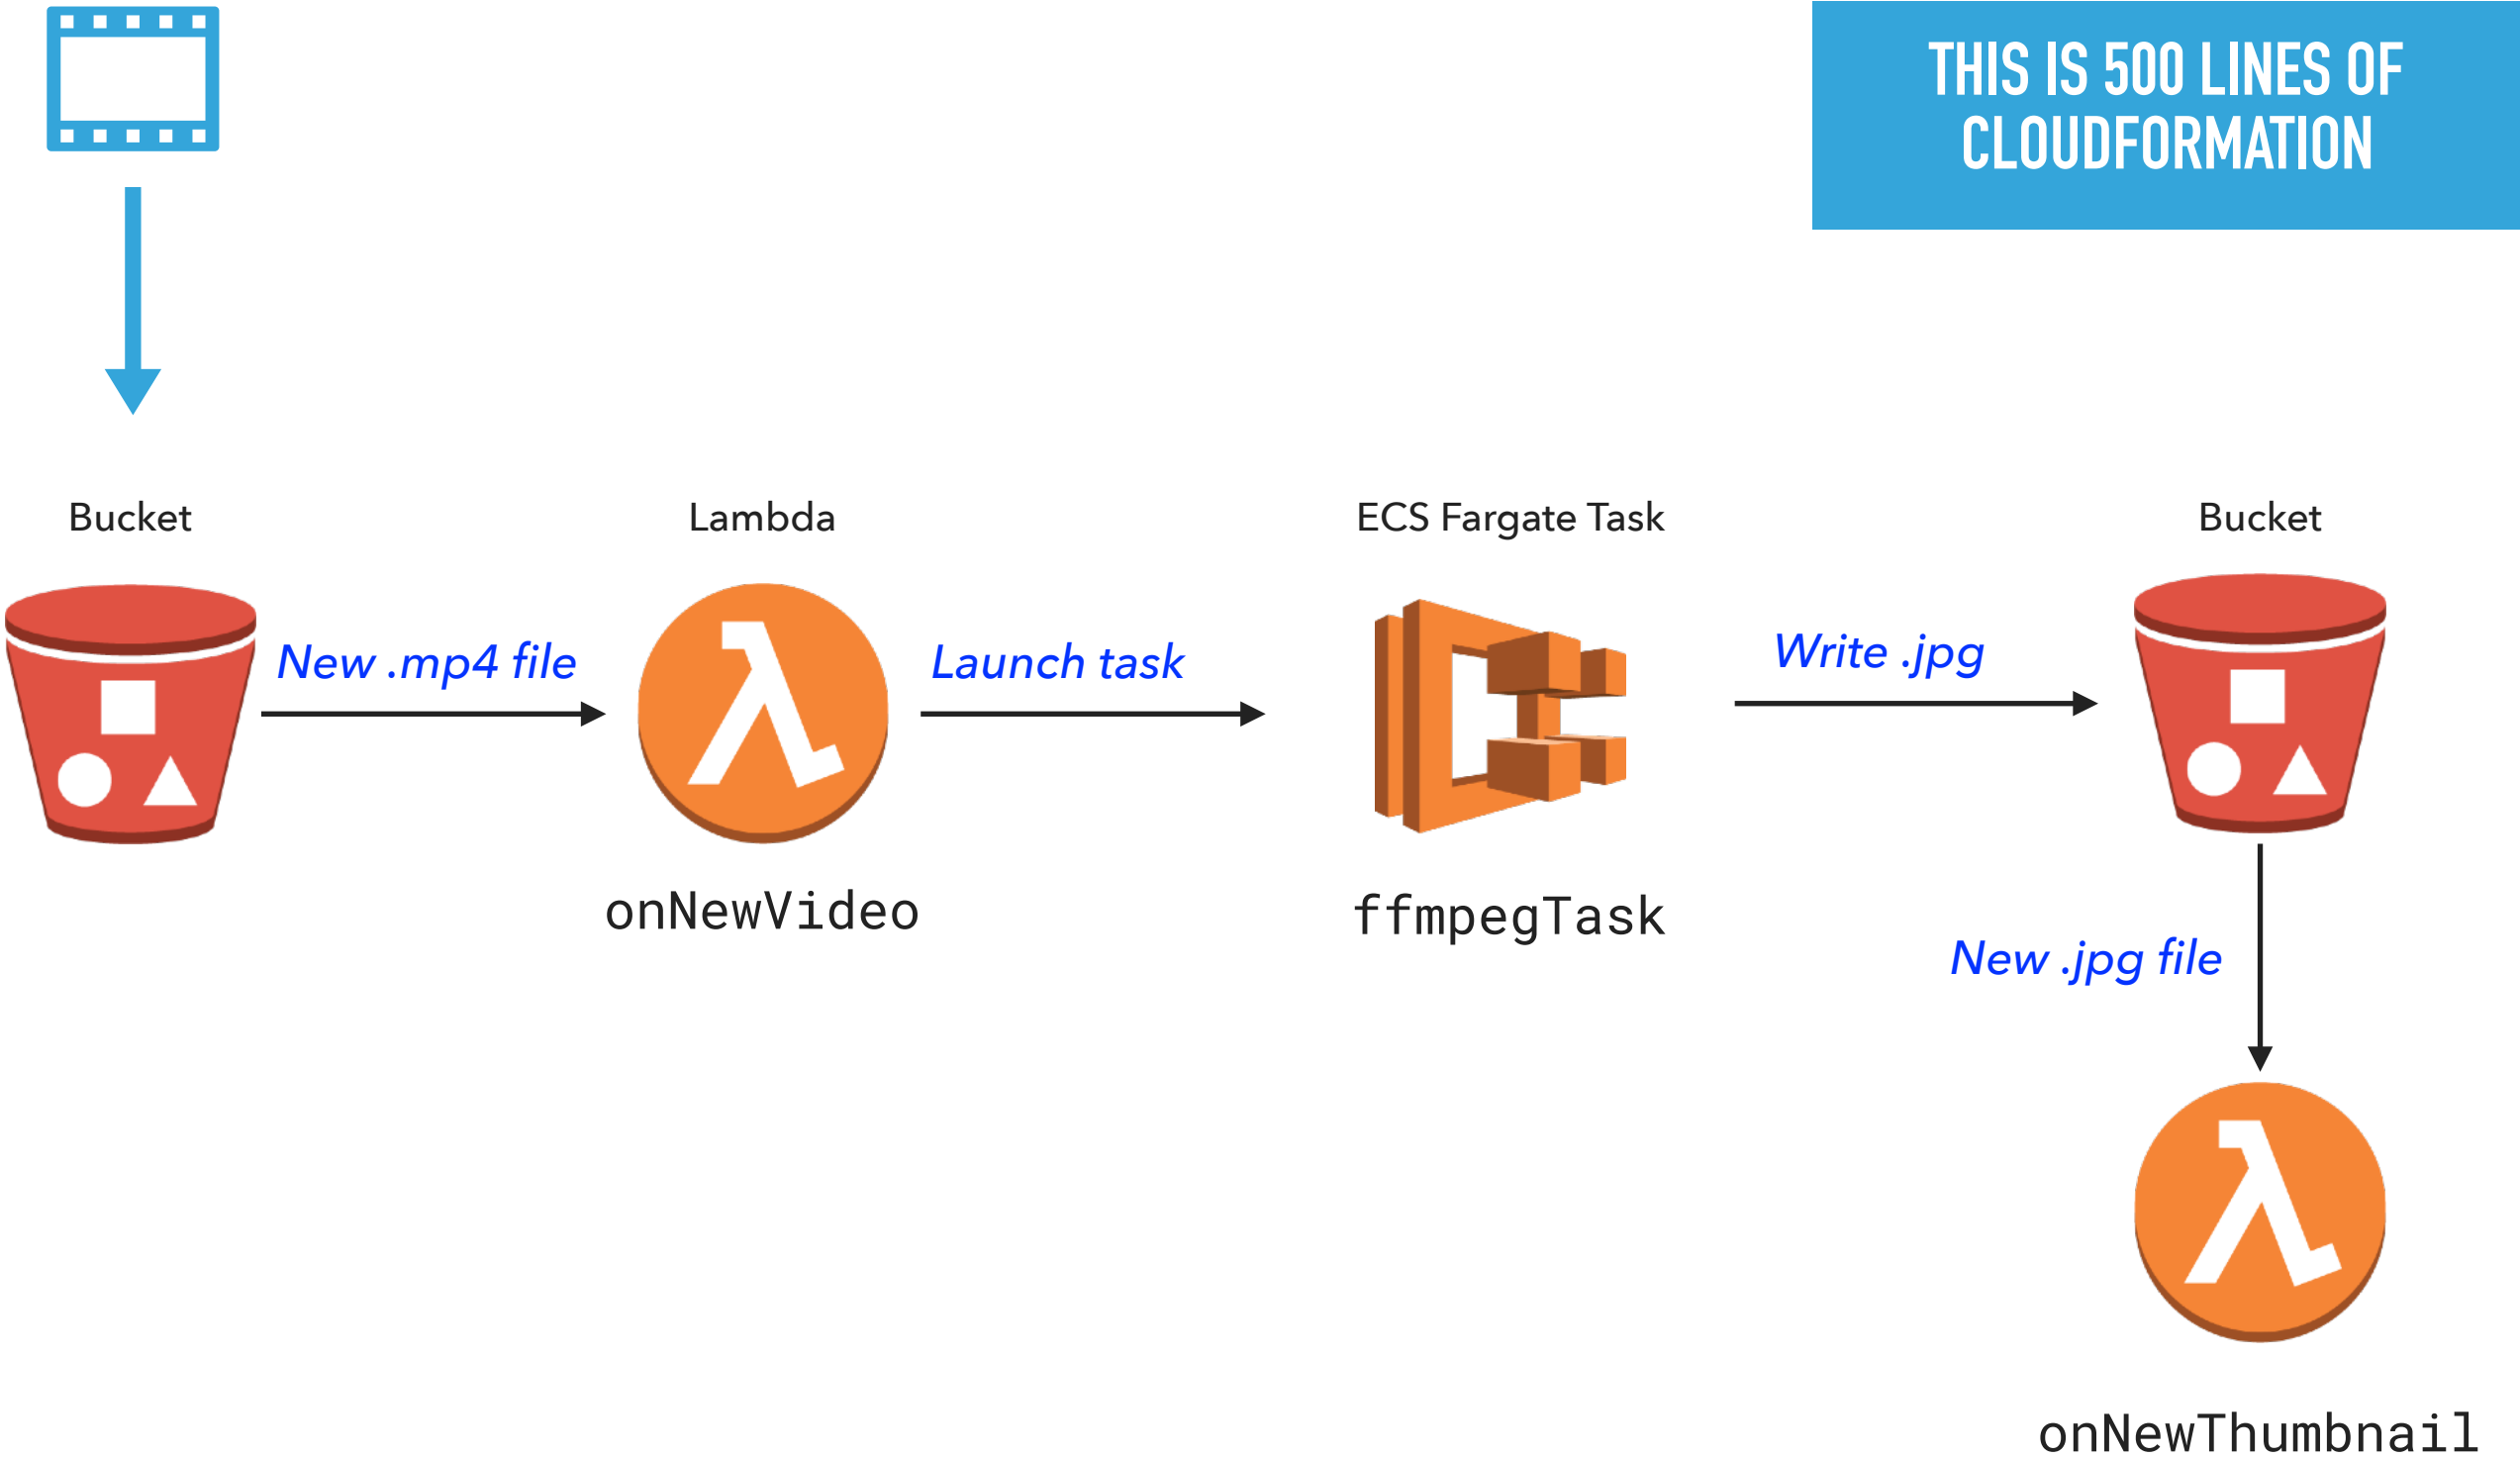 THIS IS 500 LINES OF
CLOUDFORMATION
Bucket
Lambda
ECS Fargate Task
Bucket
New .mp4 file
Launch task
Write .jpg
onNewVideo
ffmpegTask
New .jpg file
onNewThumbnail